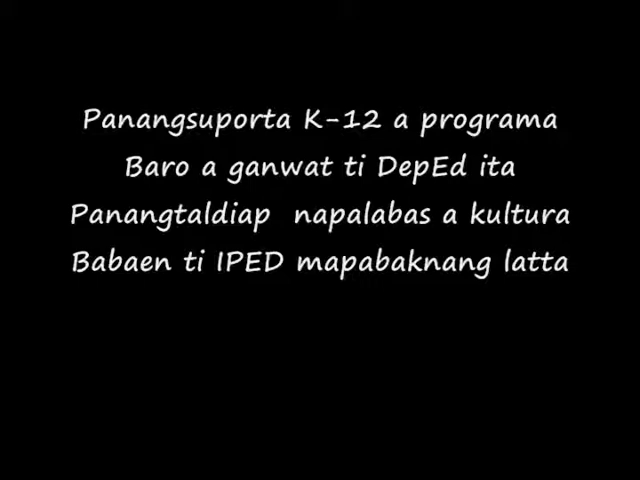 Panangsuporta K-12 a programa
Baro a ganwat ti DepEd ita
Panangtaldiap napalabas a kultura
Babaen ti IPED mapabaknang latta